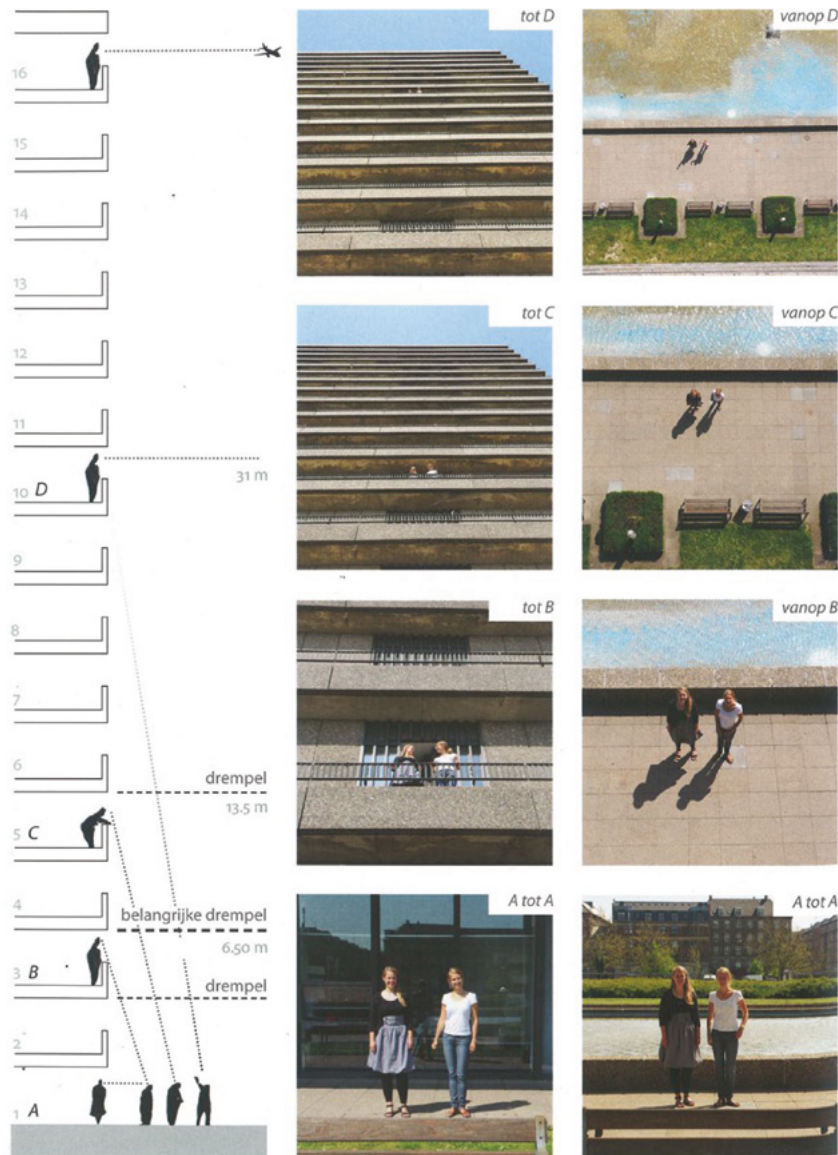 16
15
14
13
12
11
31 m
10 D
9
8
7
6
drempel
13.5 m
5 C
4
belangrijke drempel
6.50 m
3 B
drempel
2
1 A
tot D
vanop D
tot C
vanop C
tot B
vanop B
A tot A
A tot A